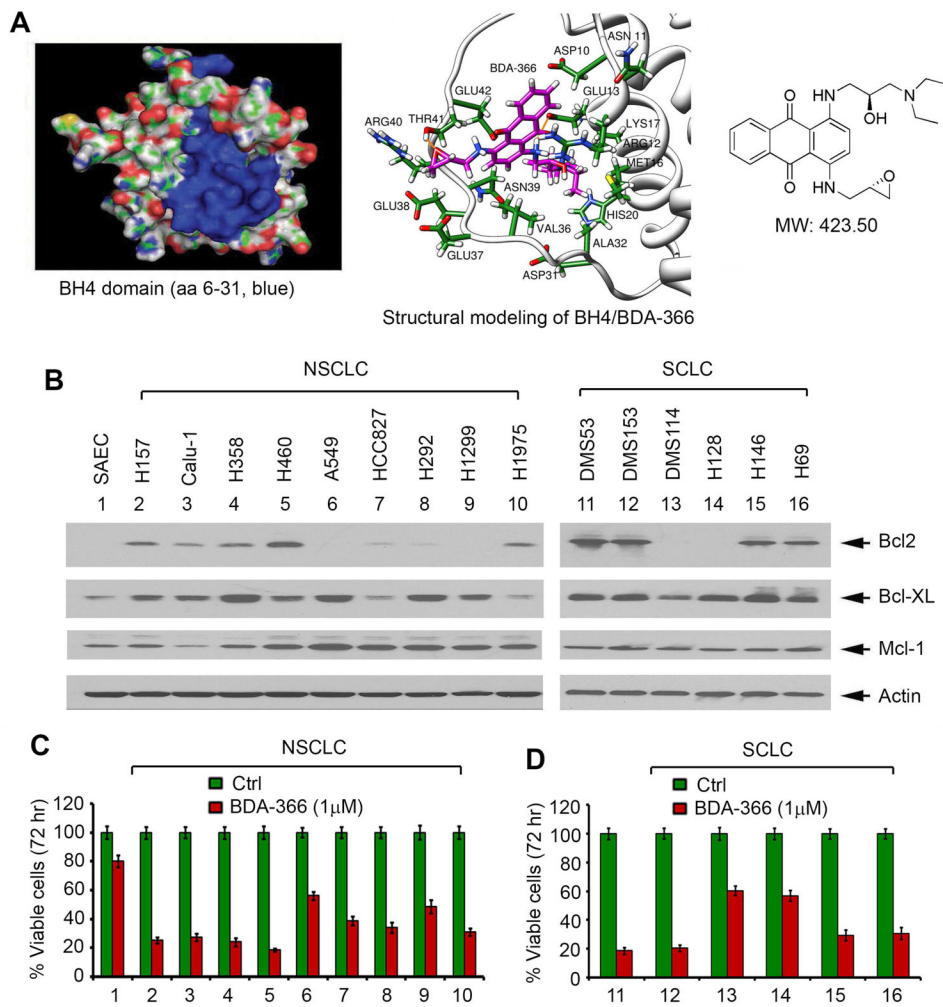 A
BDA-366
ASP10
ASN 11
GLU42
GLU13
THR41
ARG40
LYS17
ARG12
MET16
ASN39
GLU38
HIS20
VAL36
ALA32
GLU37
ASP31
O
HN
OH
N
O
HN
O
MW: 423.50
BH4 domain (aa 6-31, blue)
Structural modeling of BH4/BDA-366
B
NSCLC
SCLC
SAEC H157 Calu-1 H358 H460 A549 HCC827 H292 H1299 H1975 DMS53 DMS153 DMS114 H128 H146 H69
1 2 3 4 5 6 7 8 9 10 11 12 13 14 15 16
Bcl2
Bcl-XL
Mcl-1
Actin
C
NSCLC
Ctrl
BDA-366 (1µM)
% Viable cells (72 hr)
120
100
80
60
40
20
0
1 2 3 4 5 6 7 8 9 10
D
SCLC
Ctrl
BDA-366 (1µM)
% Viable cells (72 hr)
120
100
80
60
40
20
0
11 12 13 14 15 16